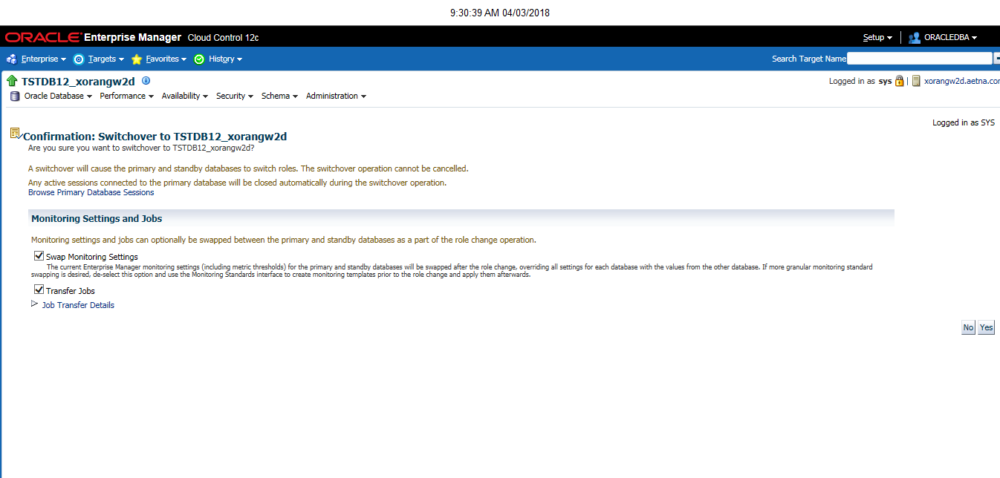 9:30:39 AM 04/03/2018
ORACLE Enterprise Manager Cloud Control 12c
Setup ORACLEDBA
Enterprise Targets Favorites History Search Target Name
TSTDB12_xorangw2d Logged in as sys xorangw2d.aetna.cor
Oracle Database Performance Availability Security Schema Administration
Logged in as SYS
Confirmation: Switchover to TSTDB12_xorangw2d
Are you sure you want to switchover to TSTDB12_xorangw2d?
A switchover will cause the primary and standby databases to switch roles. The switchover operation cannot be cancelled.
Any active sessions connected to the primary database will be closed automatically during the switchover operation.
Browse Primary Database Sessions
Monitoring Settings and Jobs
Monitoring settings and jobs can optionally be swapped between the primary and standby databases as a part of the role change operation.
Swap Monitoring Settings
The current Enterprise Manager monitoring settings (including metric thresholds) for the primary and standby databases will be swapped after the role change, overriding all settings for each database with the values from the other database. If more granular monitoring standard
swapping is desired, de-select this option and use the Monitoring Standards interface to create monitoring templates prior to the role change and apply them afterwards.
Transfer Jobs
Job Transfer Details
No Yes